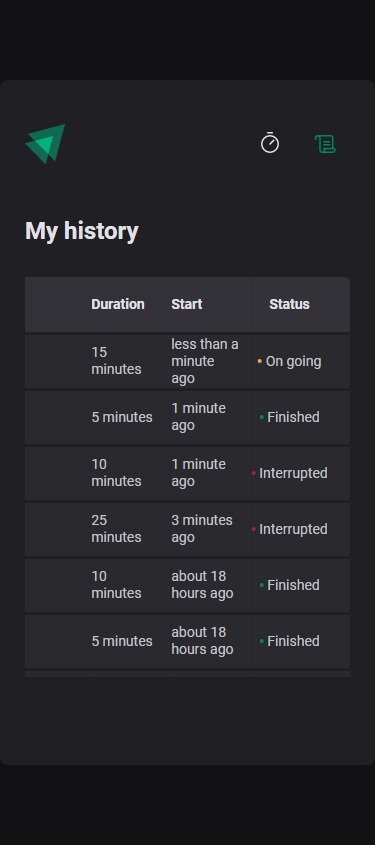 My history
Duration Start Status
15 minutes less than a minute ago On going
5 minutes 1 minute ago Finished
10 minutes 1 minute ago Interrupted
25 minutes 3 minutes ago Interrupted
10 minutes about 18 hours ago Finished
5 minutes about 18 hours ago Finished